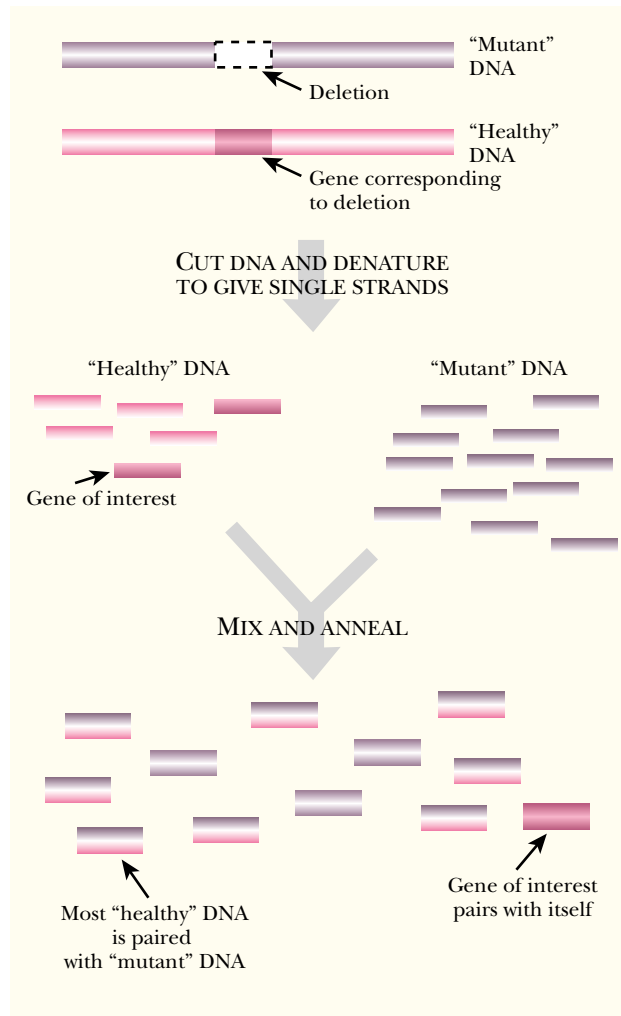 “Mutant”
DNA
Deletion
“Healthy”
DNA
Gene corresponding
to deletion
CUT DNA AND DENATURE
TO GIVE SINGLE STRANDS
“Healthy” DNA
“Mutant” DNA
Gene of interest
MIX AND ANNEAL
Most “healthy” DNA
is paired
with “mutant” DNA
Gene of interest
pairs with itself